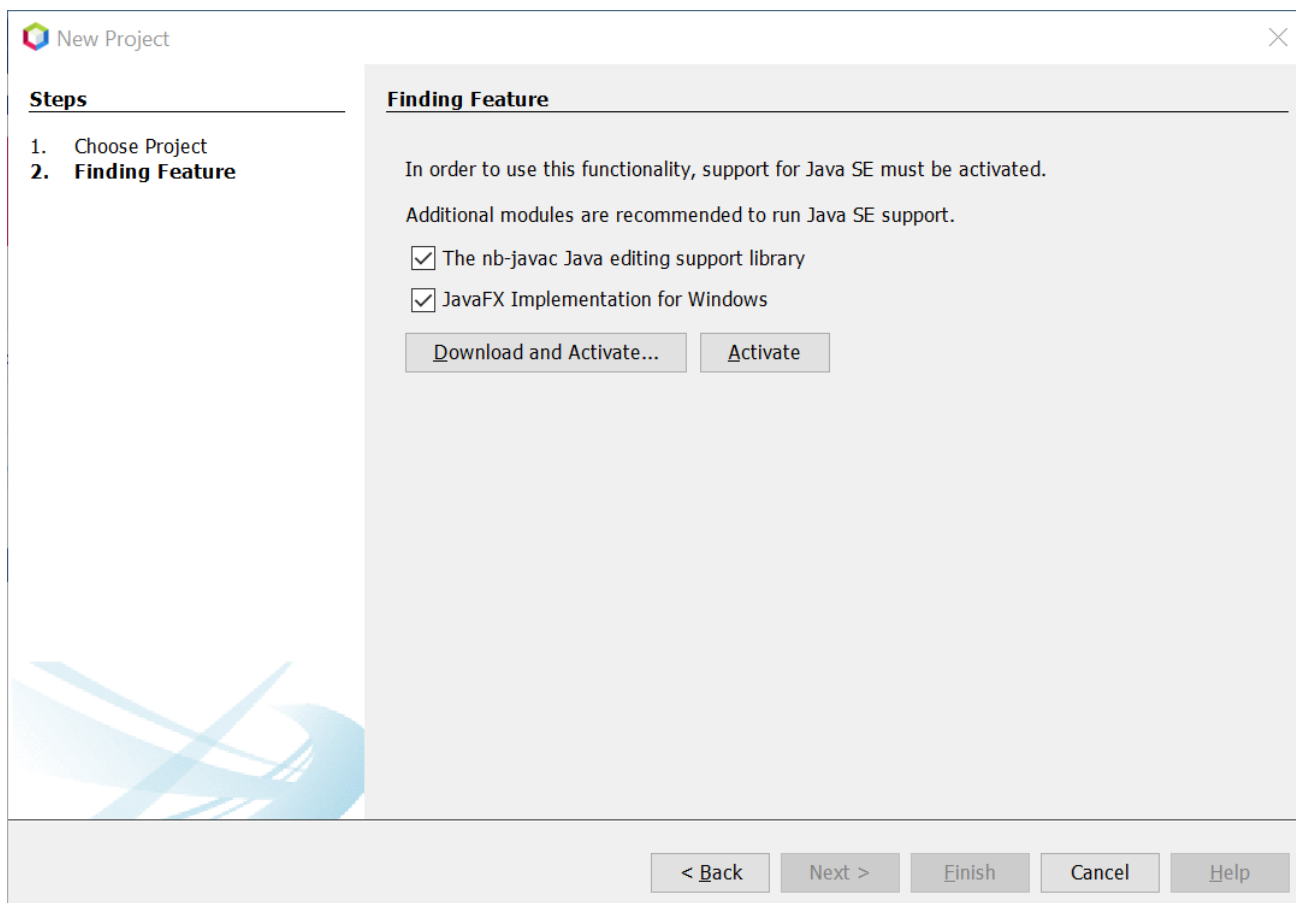 New Project
Steps
1. Choose Project
2. Finding Feature
Finding Feature
In order to use this functionality, support for Java SE must be activated.
Additional modules are recommended to run Java SE support.
The nb-javac Java editing support library
JavaFX Implementation for Windows
Download and Activate... Activate
< Back Next > Finish Cancel Help